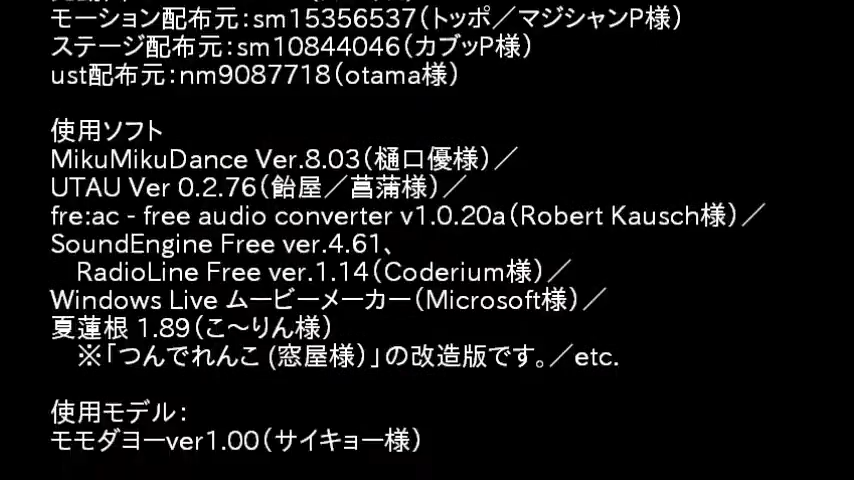 モーション配布元：sm15356537（トッポ／マジシャンP様）
ステージ配布元：sm10844046（カブッP様）
ust配布元：nm9087718（otama様）
使用ソフト
MikuMikuDance Ver.8.03（樋口優様）／
UTAU Ver 0.2.76（飴屋／菖蒲様）／
fre:ac - free audio converter v1.0.20a（Robert Kausch様）／
SoundEngine Free ver.4.61、
RadioLine Free ver.1.14（Coderium様）／
Windows Live ムービーメーカー（Microsoft様）／
夏蓮根 1.89（こ～りん様）
※「つんでれんこ (窓屋様）」の改造版です。／etc.
使用モデル：
モモダヨーver1.00（サイキョー様）